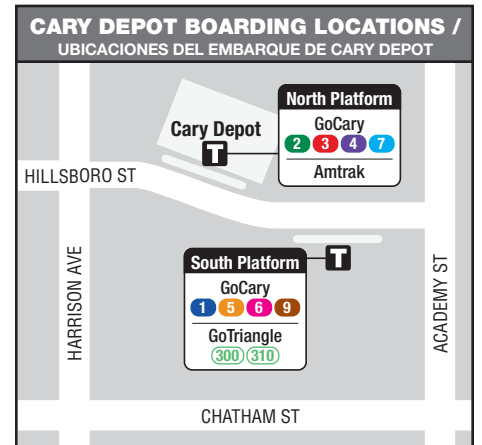 CARY DEPOT BOARDING LOCATIONS /
UBICACIONES DEL EMBARQUE DE CARY DEPOT
North Platform
GoCary
2 3 4 7
Amtrak
Cary Depot
T
HILLSBORO ST
T
South Platform
GoCary
1 5 6 9
GoTriangle
300 310
HARRISON AVE
ACADEMY ST
CHATHAM ST